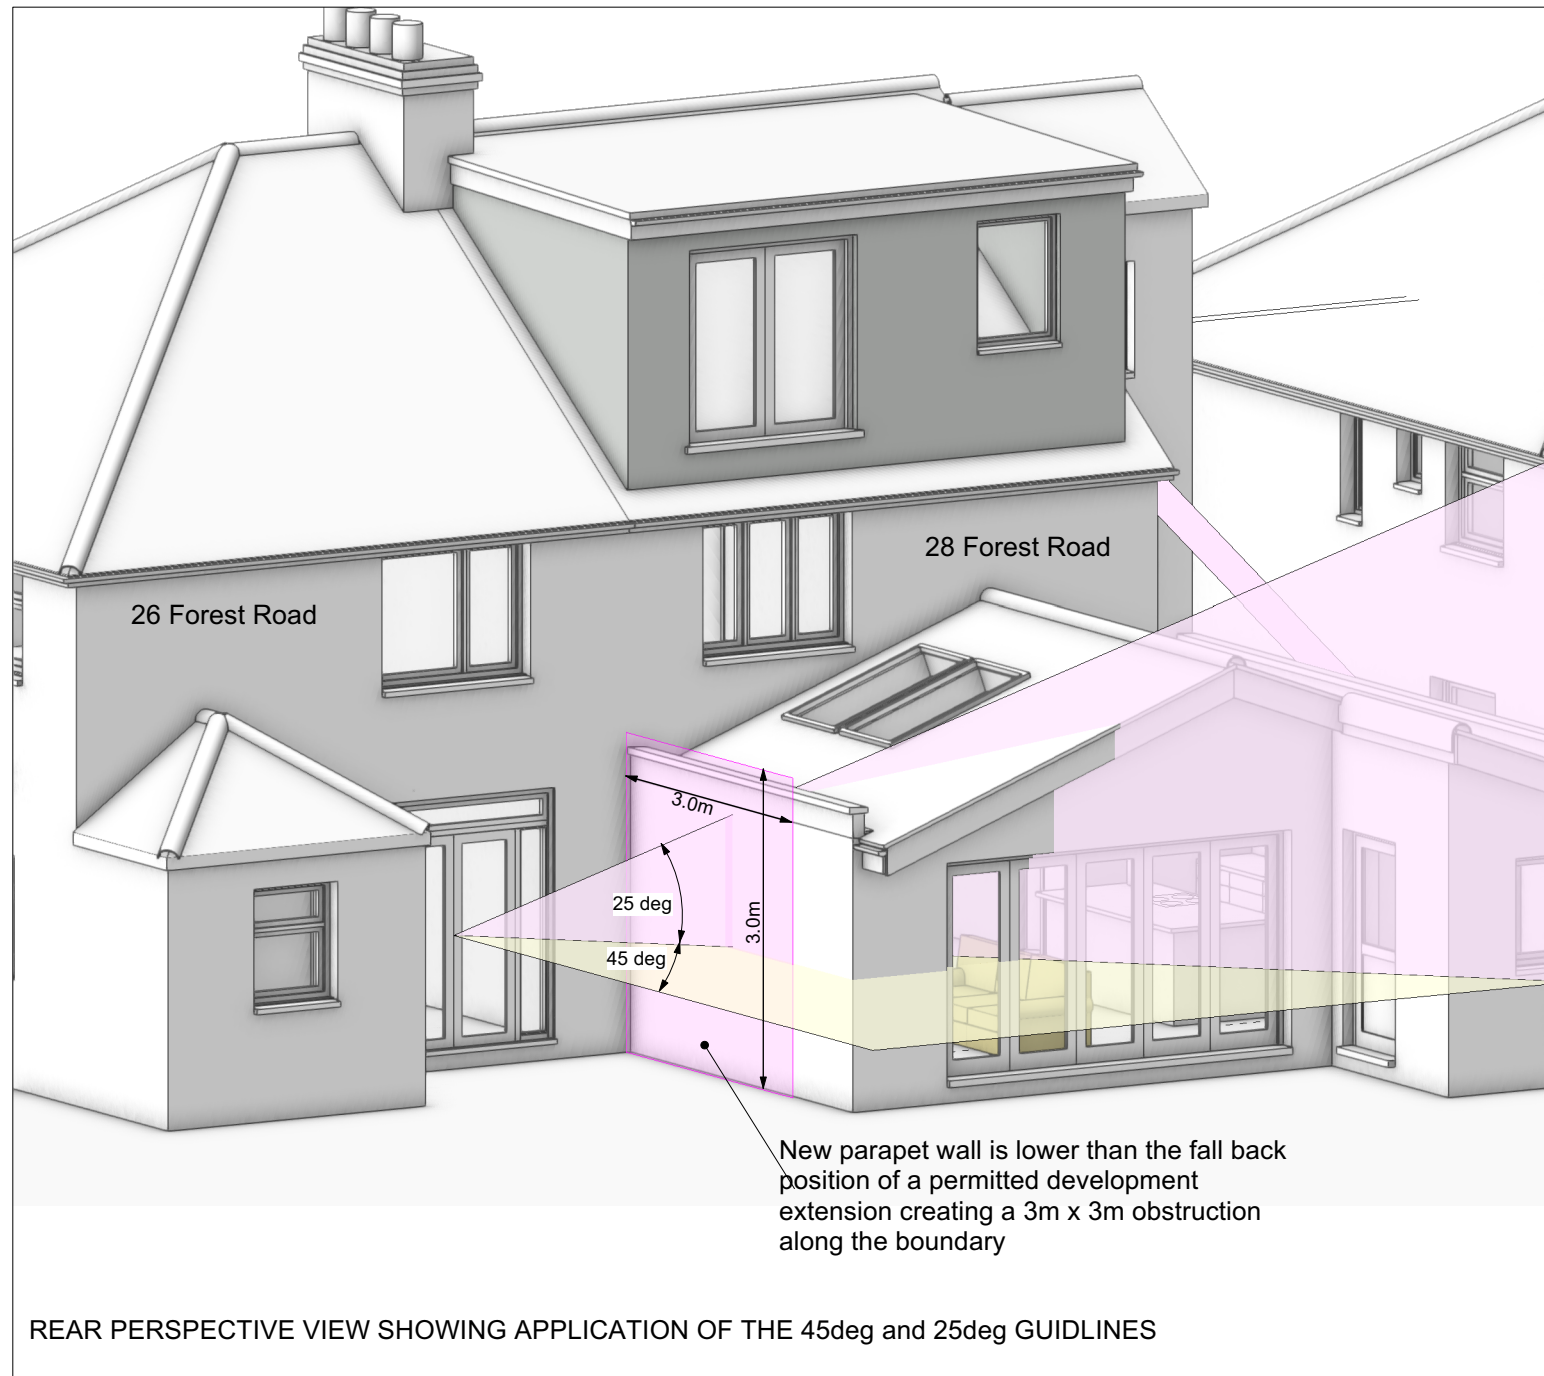 28 Forest Road
26 Forest Road
3.0m
25 deg
3.0m
45 deg
New parapet wall is lower than the fall back
position of a permitted development
extension creating a 3m x 3m obstruction
along the boundary
REAR PERSPECTIVE VIEW SHOWING APPLICATION OF THE 45deg and 25deg GUIDLINES